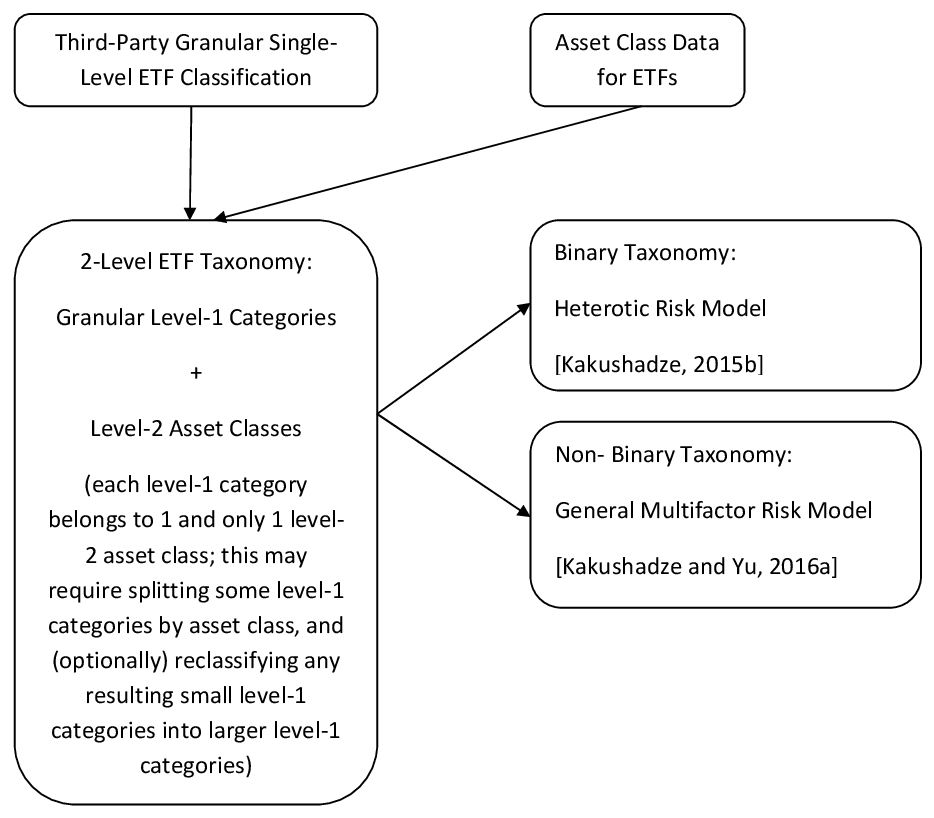 Third-Party Granular Single-
Level ETF Classification
Asset Class Data
for ETFs
2-Level ETF Taxonomy:
Granular Level-1 Categories
+
Level-2 Asset Classes
(each level-1 category
belongs to 1 and only 1 level-
2 asset class; this may
require splitting some level-1
categories by asset class, and
(optionally) reclassifying any
resulting small level-1
categories into larger level-1
categories)
Binary Taxonomy:
Heterotic Risk Model
[Kakushadze, 2015b]
Non- Binary Taxonomy:
General Multifactor Risk Model
[Kakushadze and Yu, 2016a]